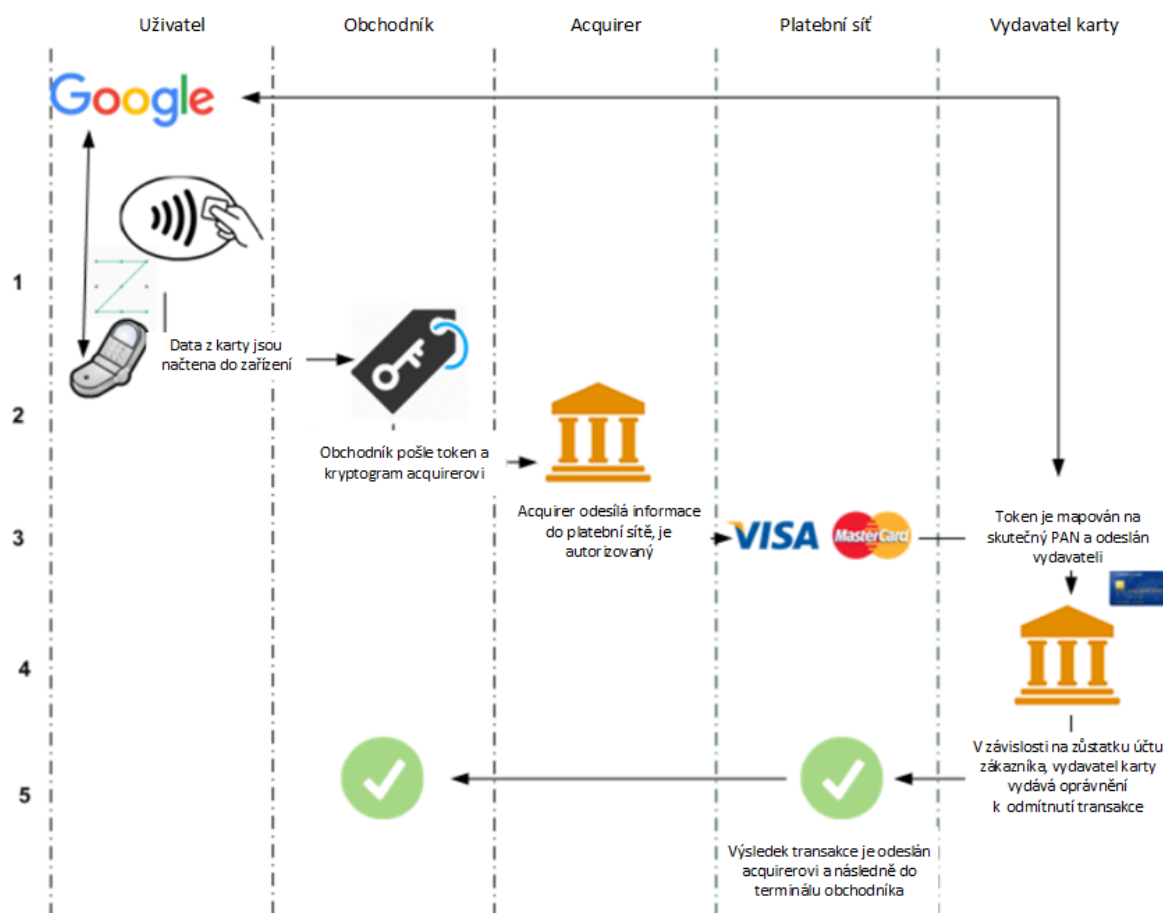 Uživatel
Obchodník
Acquirer
Platební síť
Vydavatel karty
Google
1
Data z karty jsou
načtena do zařízení
2
Obchodník pošle token a
kryptogram acquirerovi
Acquirer odesílá informace
do platební sítě, je
autorizovaný
3
VISA
MasterCard
Token je mapován na
skutečný PAN a odeslán
vydavateli
4
V závislosti na zůstatku účtu
zákazníka, vydavatel karty
vydává oprávnění
k odmítnutí transakce
5
Výsledek transakce je odeslán
acquirerovi a následně do
terminálu obchodníka